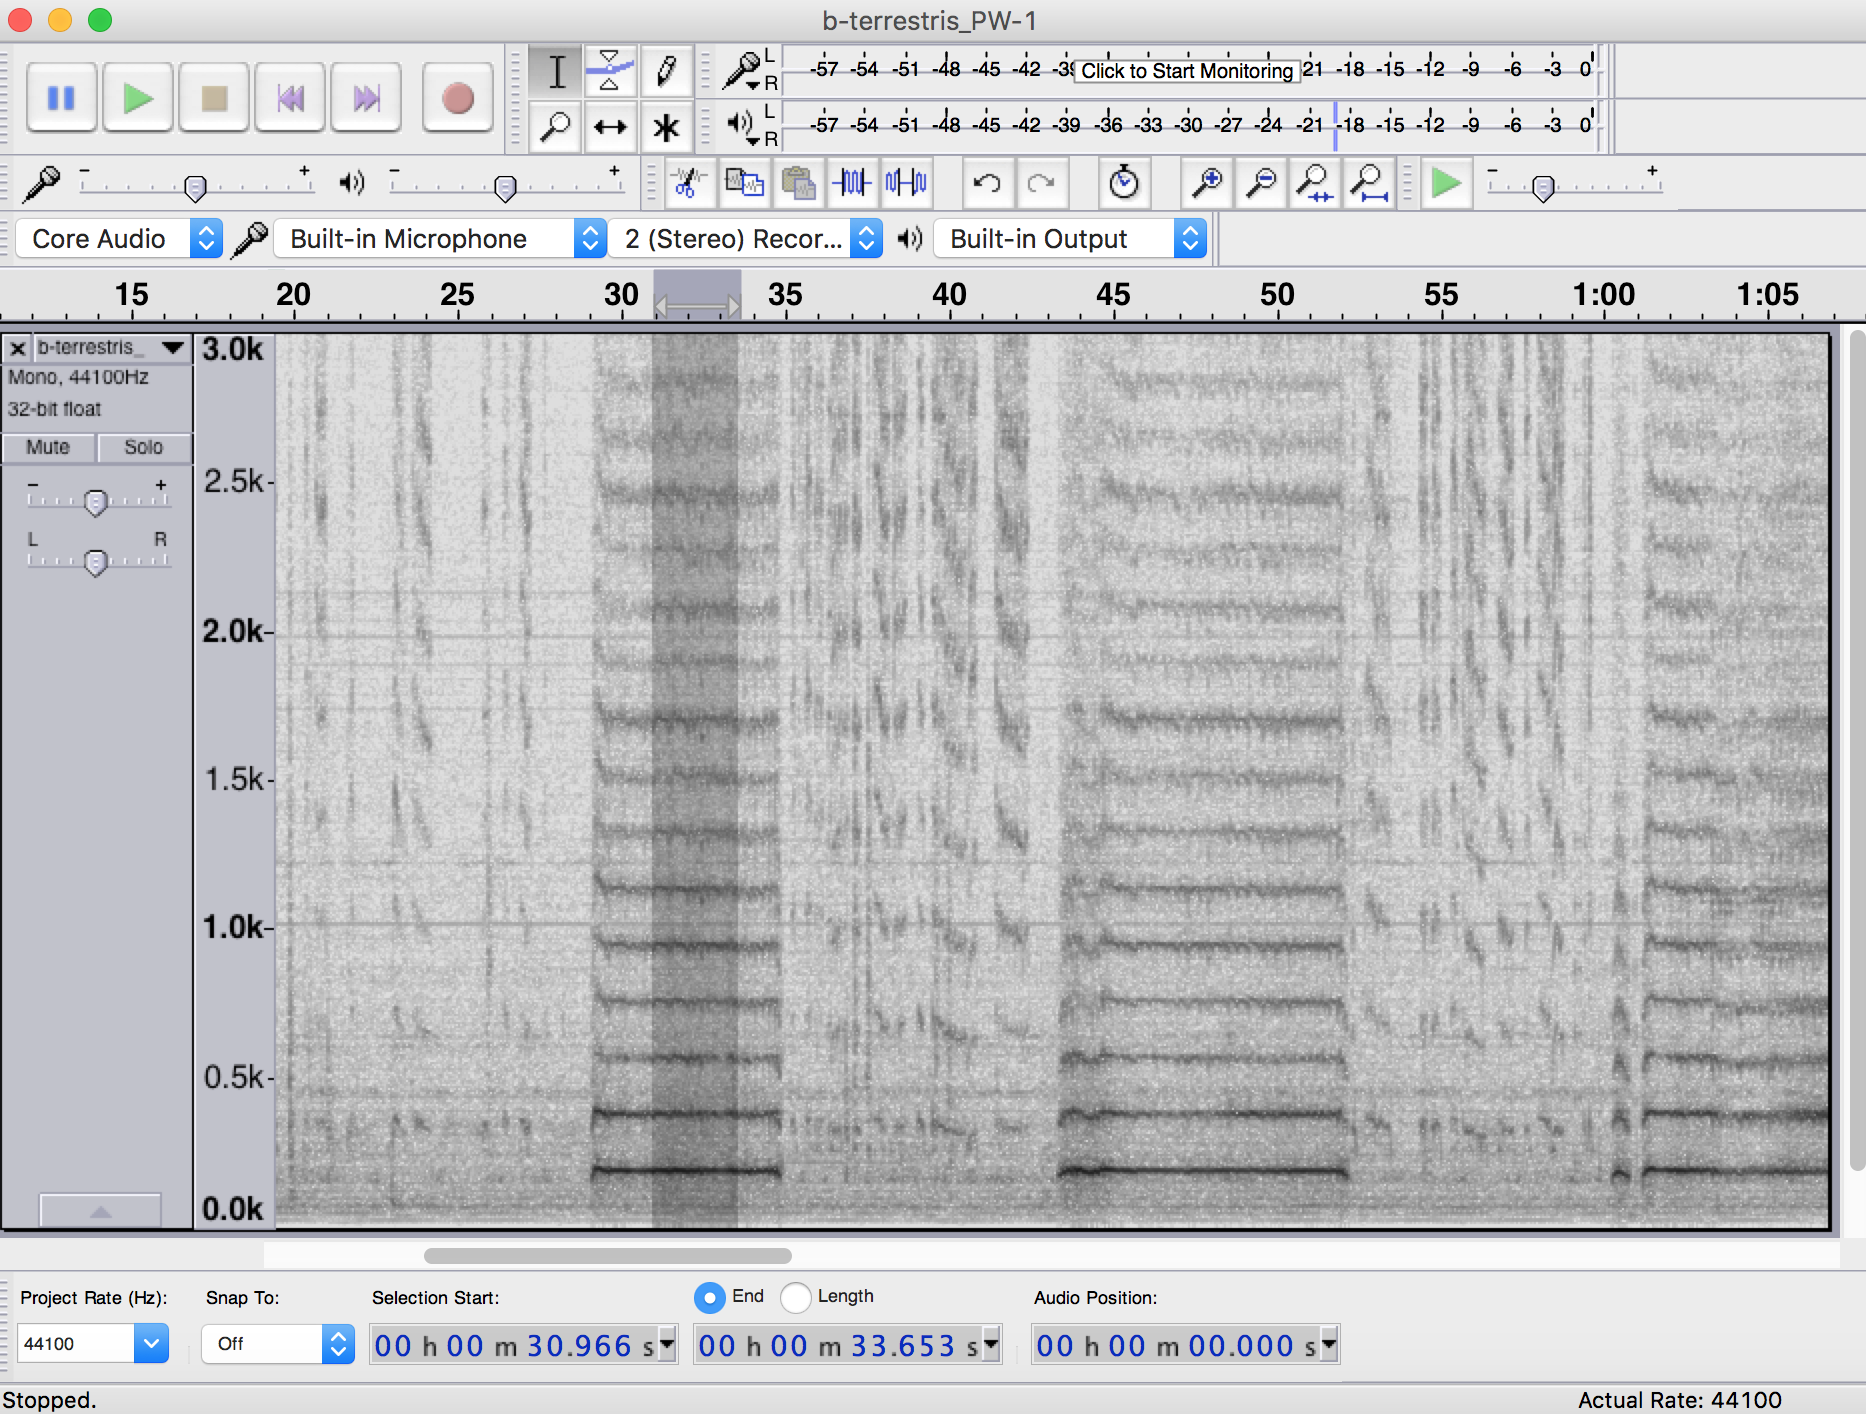 b-terrestris_PW-1
L
R
-57 -54 -51 -48 -45 -42 -39 Click to Start Monitoring 21 -18 -15 -12 -9 -6 -3 0
L
R
-57 -54 -51 -48 -45 -42 -39 -36 -33 -30 -27 -24 -21 -18 -15 -12 -9 -6 -3 0
- + - + - +
Core Audio Built-in Microphone 2 (Stereo) Recor... Built-in Output
15 20 25 30 35 40 45 50 55 1:00 1:05
b-terrestris_
Mono, 44100Hz
32-bit float
Mute Solo
- +
L R
3.0k
2.5k
2.0k
1.5k
1.0k
0.5k
0.0k
Project Rate (Hz): Snap To: Selection Start: End Length Audio Position:
44100 Off 00 h 00 m 30.966 s 00 h 00 m 33.653 s 00 h 00 m 00.000 s
Stopped. Actual Rate: 44100